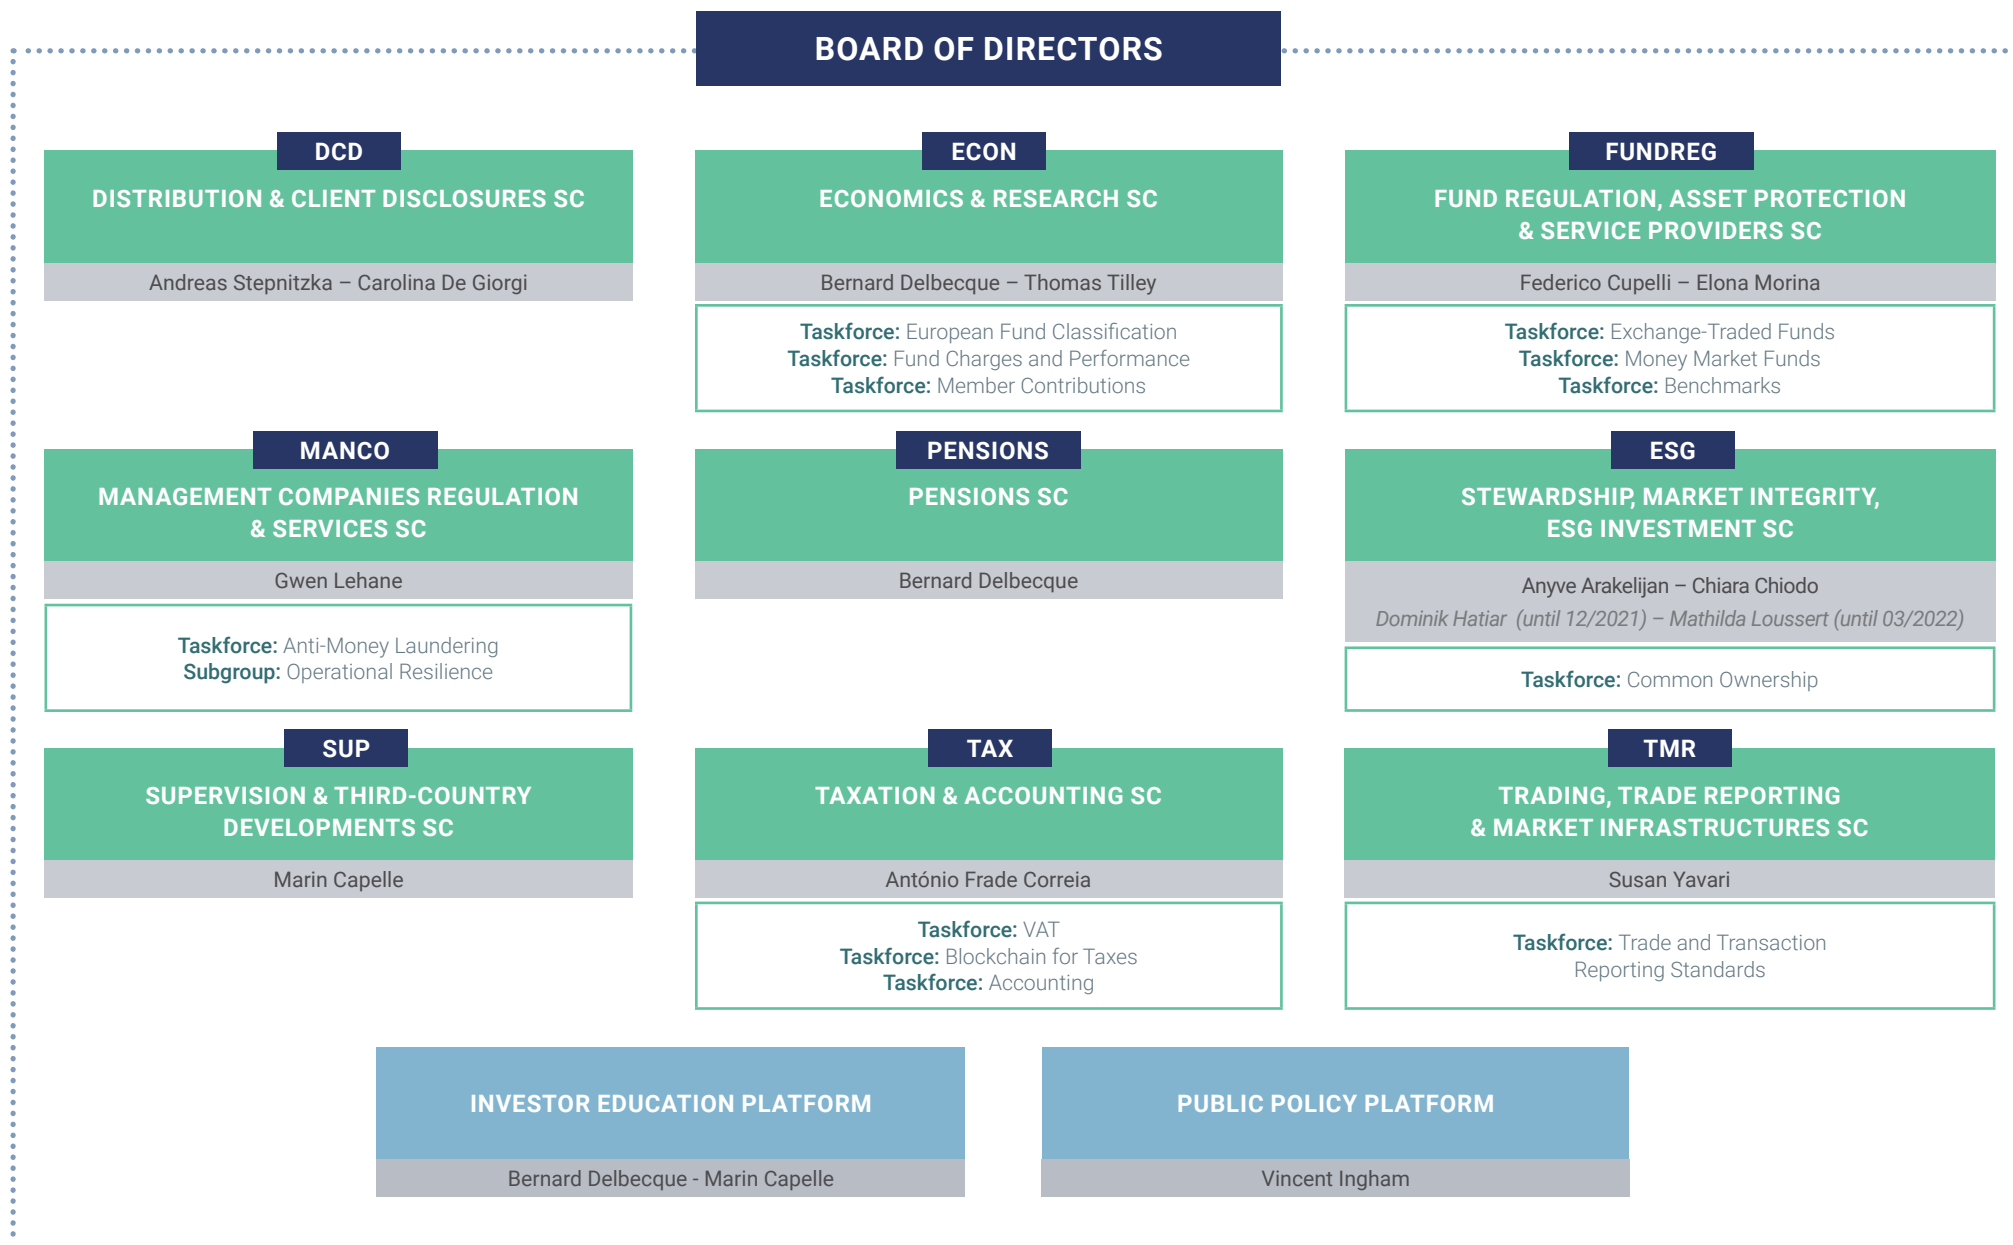 BOARD OF DIRECTORS
DCD
DISTRIBUTION & CLIENT DISCLOSURES SC
Andreas Stepnitzka – Carolina De Giorgi
ECON
ECONOMICS & RESEARCH SC
Bernard Delbecque – Thomas Tilley
Taskforce: European Fund Classification
Taskforce: Fund Charges and Performance
Taskforce: Member Contributions
FUNDREG
FUND REGULATION, ASSET PROTECTION
& SERVICE PROVIDERS SC
Federico Cupelli – Elona Morina
Taskforce: Exchange-Traded Funds
Taskforce: Money Market Funds
Taskforce: Benchmarks
MANCO
MANAGEMENT COMPANIES REGULATION
& SERVICES SC
Gwen Lehane
Taskforce: Anti-Money Laundering
Subgroup: Operational Resilience
PENSIONS
PENSIONS SC
Bernard Delbecque
ESG
STEWARDSHIP, MARKET INTEGRITY,
ESG INVESTMENT SC
Anyve Arakelijan – Chiara Chiodo
Dominik Hatiar (until 12/2021) – Mathilda Loussert (until 03/2022)
Taskforce: Common Ownership
SUP
SUPERVISION & THIRD-COUNTRY
DEVELOPMENTS SC
Marin Capelle
TAX
TAXATION & ACCOUNTING SC
António Frade Correia
Taskforce: VAT
Taskforce: Blockchain for Taxes
Taskforce: Accounting
TMR
TRADING, TRADE REPORTING
& MARKET INFRASTRUCTURES SC
Susan Yavari
Taskforce: Trade and Transaction
Reporting Standards
INVESTOR EDUCATION PLATFORM
Bernard Delbecque - Marin Capelle
PUBLIC POLICY PLATFORM
Vincent Ingham